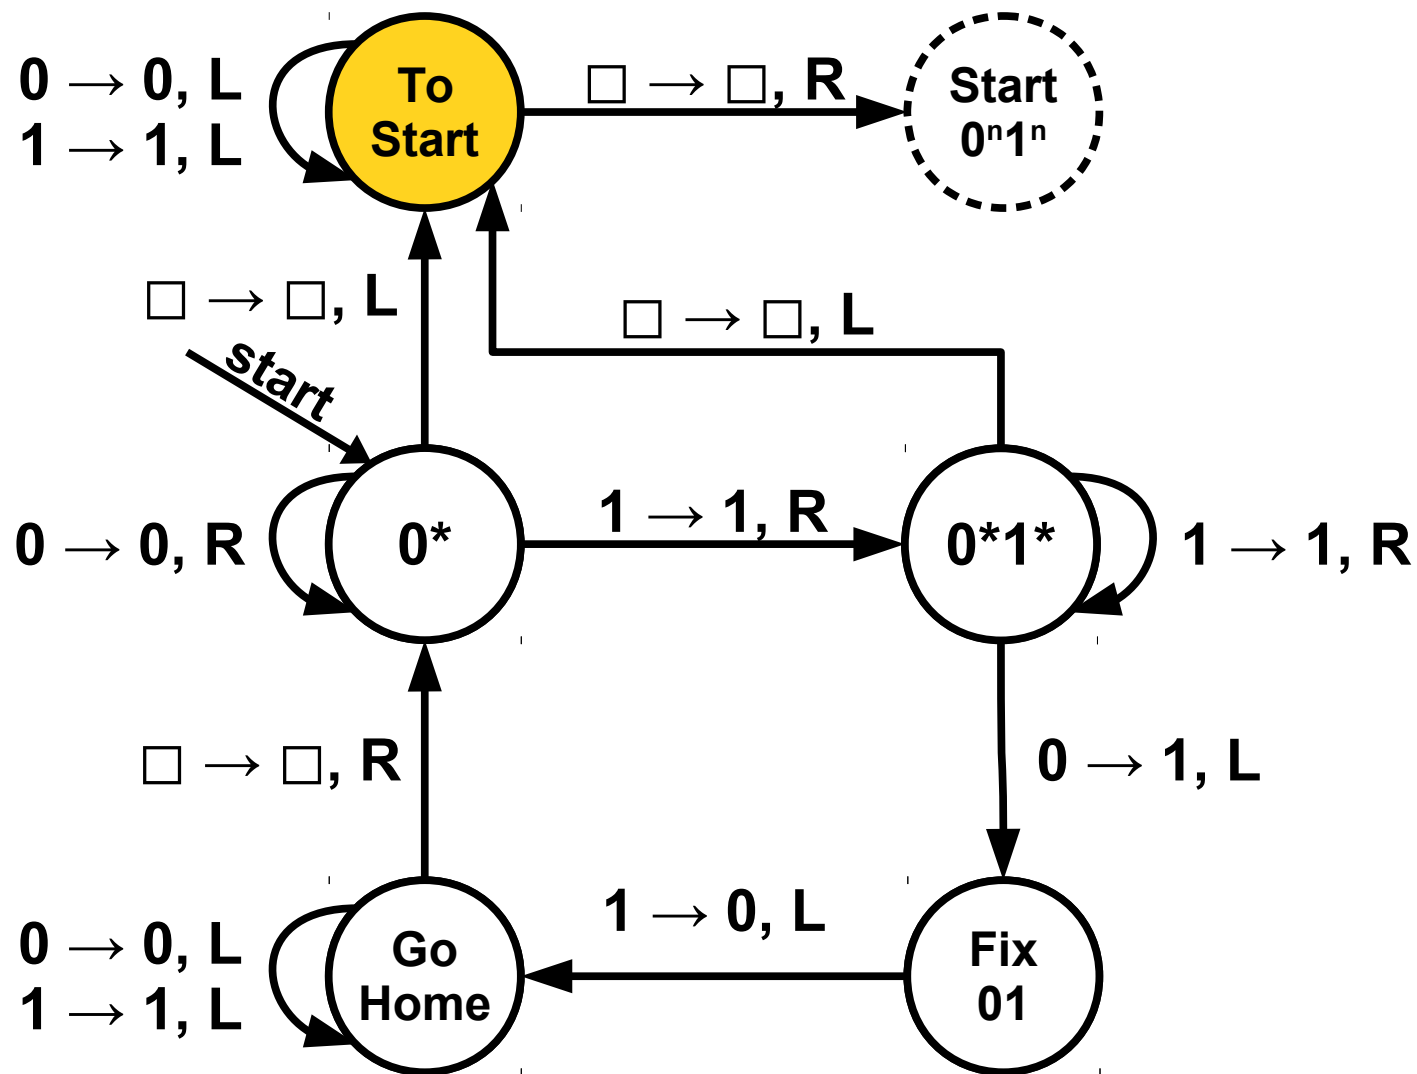 0 → 0, L
1 → 1, L
To
Start
□ → □, R
Start
0ⁿ1ⁿ
□ → □, L
start
□ → □, L
0 → 0, R
0*
1 → 1, R
0*1*
1 → 1, R
□ → □, R
0 → 1, L
0 → 0, L
1 → 1, L
Go
Home
1 → 0, L
Fix
01